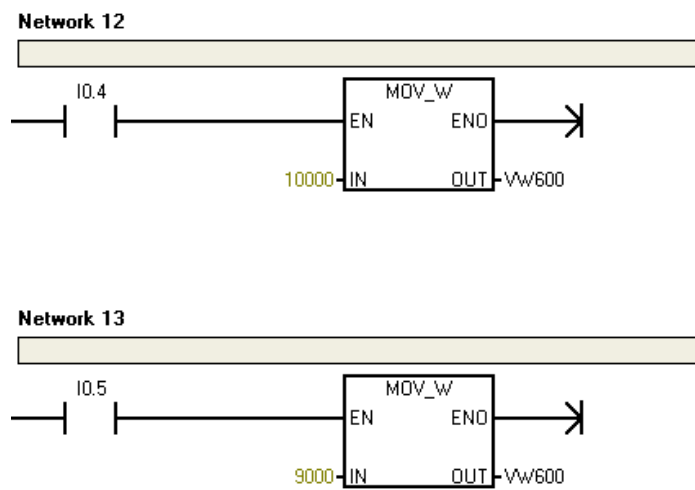 Network 12
I0.4
MOV_W
EN ENO
10000 IN OUT VW600
Network 13
I0.5
MOV_W
EN ENO
9000 IN OUT VW600